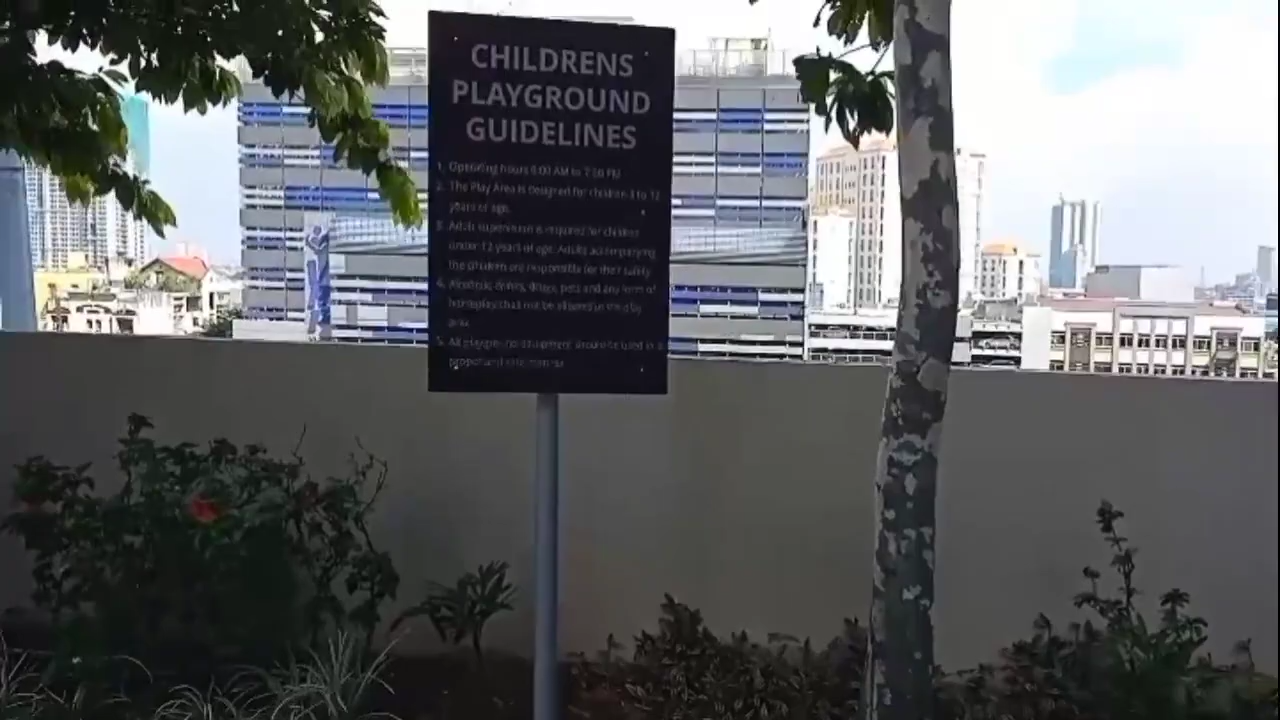 CHILDRENS
PLAYGROUND
GUIDELINES
1. Operating hours 6:00 AM to 7:00 PM
2. The Play Area is designed for children 3 to 12
years of age.
3. Adult supervision is required for children
under 12 years of age. Adults accompanying
the children are responsible for their safety.
4. Alcoholic drinks, drugs, pets and any form of
shall not be allowed in the play
area.
5. All playground equipment should be used in a
proper and safe manner.